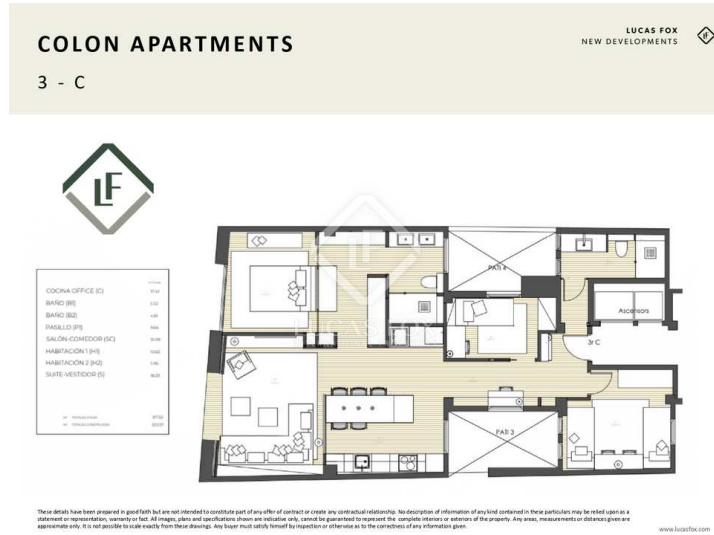 COLON APARTMENTS
3 - C
LUCAS FOX
NEW DEVELOPMENTS
LF
COCINA OFFICE (C)
BAÑO (B1)
BAÑO (B2)
PASILLO (P1)
SALÓN-COMEDOR (SC)
HABITACIÓN 1 (H1)
HABITACIÓN 2 (H2)
SUITE-VESTIDOR (S)
PATI 4
Ascensors
3r C
PATI 3
LUCAS FOX
These details have been prepared in good faith but are not intended to constitute part of any offer of contract or create any contractual relationship. No description of information of any kind contained in these particulars may be relied upon as a
statement or representation, warranty or fact. All images, plans and specifications shown are indicative only, cannot be guaranteed to represent the complete interiors or exteriors of the property. Any areas, measurements or distances given are
approximate only. It is not possible to scale exactly from these drawings. Any buyer must satisfy himself by inspection or otherwise as to the correctness of any information given.
www.lucasfox.com